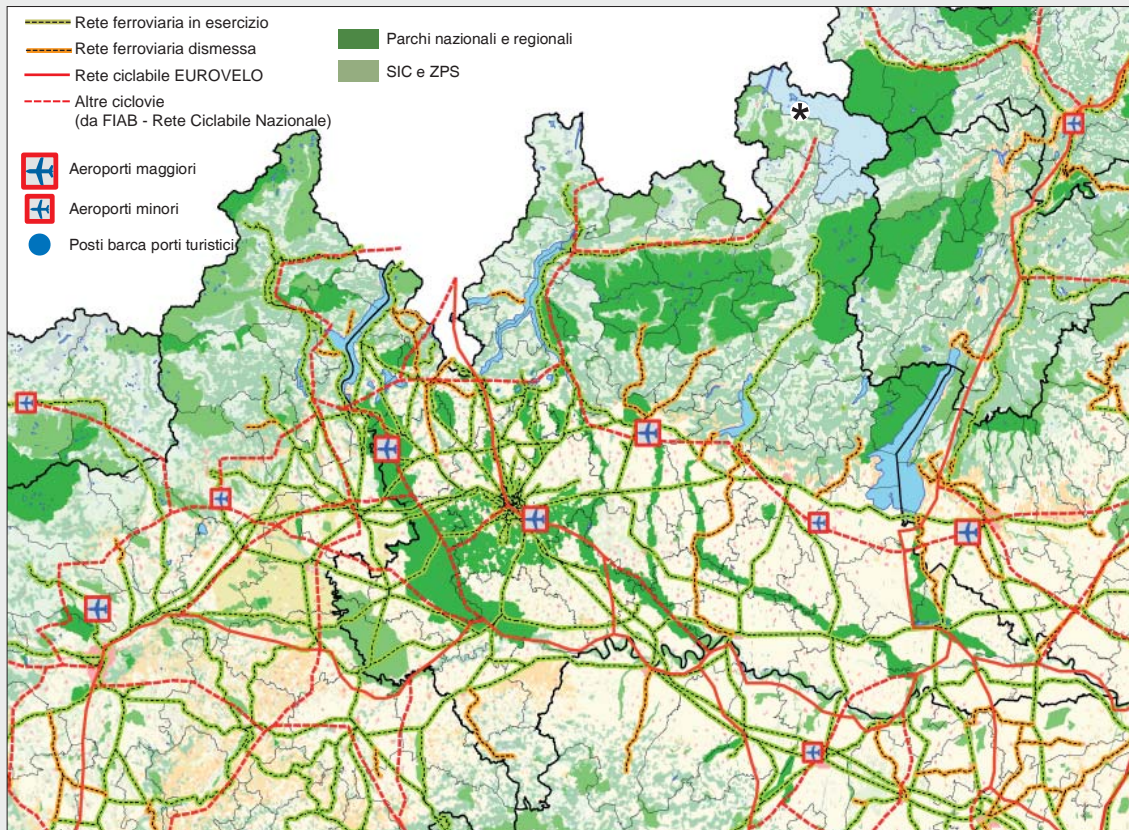 Rete ferroviaria in esercizio
Rete ferroviaria dismessa
Rete ciclabile EUROVELO
Altre ciclovie
(da FIAB - Rete Ciclabile Nazionale)
Aeroporti maggiori
Aeroporti minori
Posti barca porti turistici
Parchi nazionali e regionali
SIC e ZPS
*